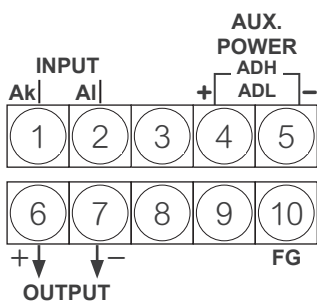 AUX.
POWER
INPUT
ADH
Ak Al + ADL −
1 2 3 4 5
6 7 8 9 10
+ − FG
OUTPUT